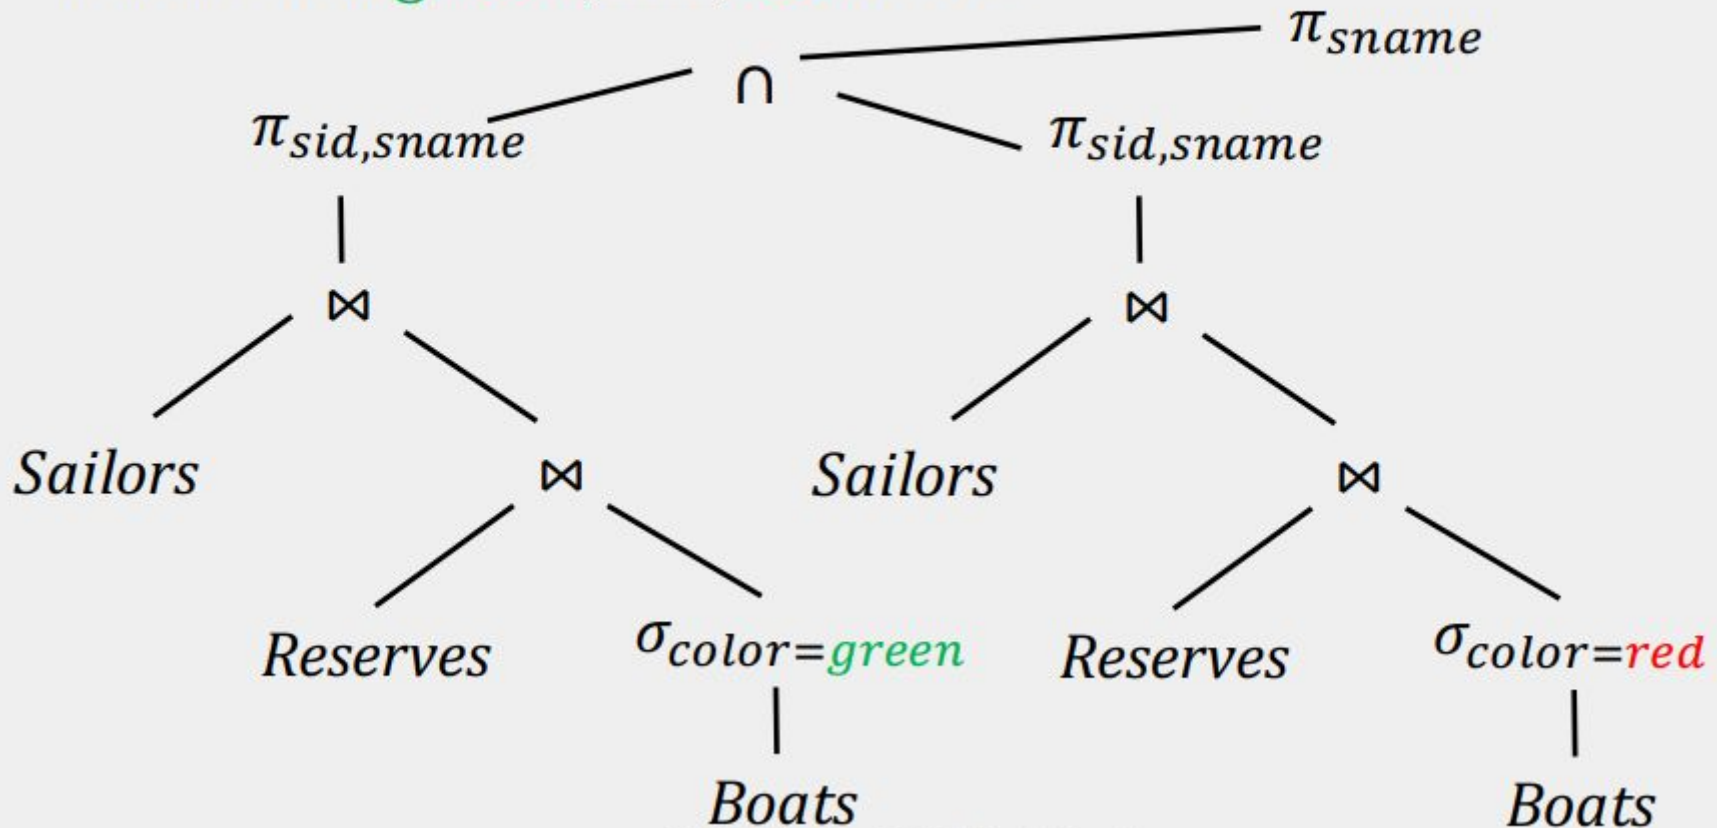 π_sname
∩
π_sid,sname π_sid,sname
⋈ ⋈
Sailors ⋈ Sailors ⋈
Reserves σ_color=green Reserves σ_color=red
Boats Boats